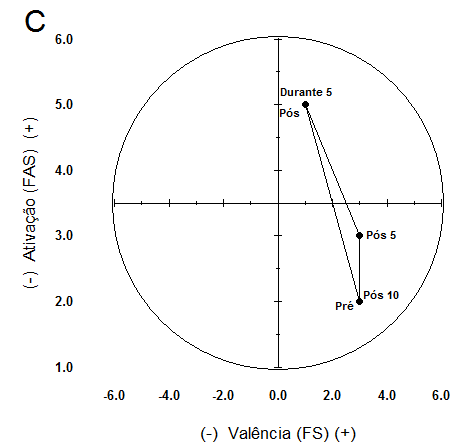 C
6.0
5.0
4.0
3.0
2.0
1.0
(-) Ativação (FAS) (+)
Durante 5
Pós
Pós 5
Pós 10
Pré
-6.0 -4.0 -2.0 0.0 2.0 4.0 6.0
(-) Valência (FS) (+)